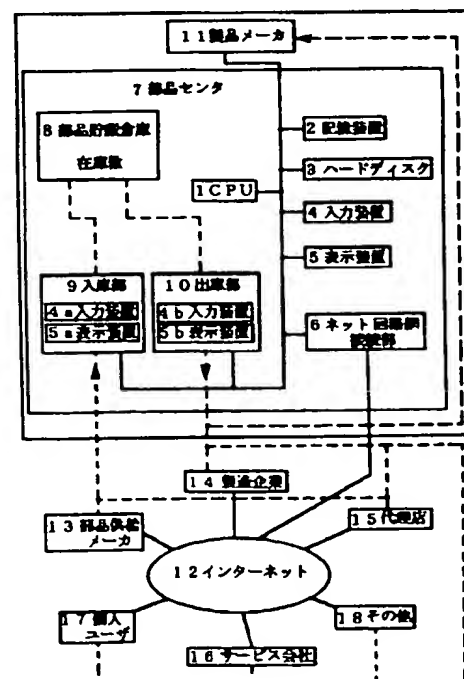 11製品メーカ
7部品センタ
8部品貯蔵倉庫
在庫数
2記憶装置
3ハードディスク
1CPU
4入力装置
5表示装置
9入庫部
4a入力装置
5a表示装置
10出庫部
4b入力装置
5b表示装置
6ネット回路網
接続部
14製造企業
13部品供給
メーカ
15代理店
12インターネット
17個人
ユーザ
18その他
16サービス会社